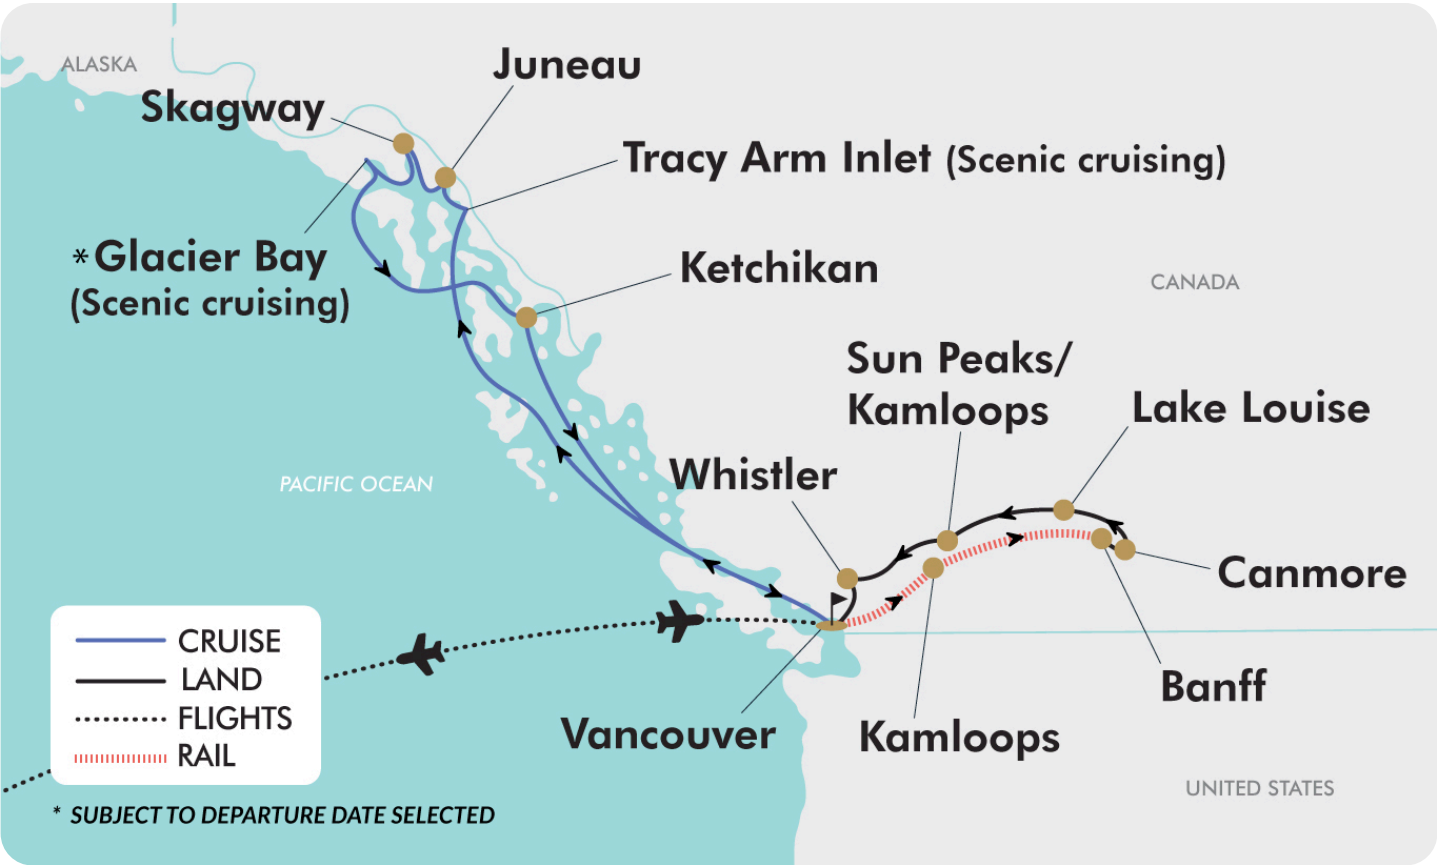 ALASKA
Juneau
Skagway
Tracy Arm Inlet (Scenic cruising)
*Glacier Bay
(Scenic cruising)
Ketchikan
CANADA
Sun Peaks/
Kamloops
Lake Louise
Whistler
PACIFIC OCEAN
Canmore
Banff
Vancouver
Kamloops
UNITED STATES
CRUISE
LAND
FLIGHTS
RAIL
* SUBJECT TO DEPARTURE DATE SELECTED